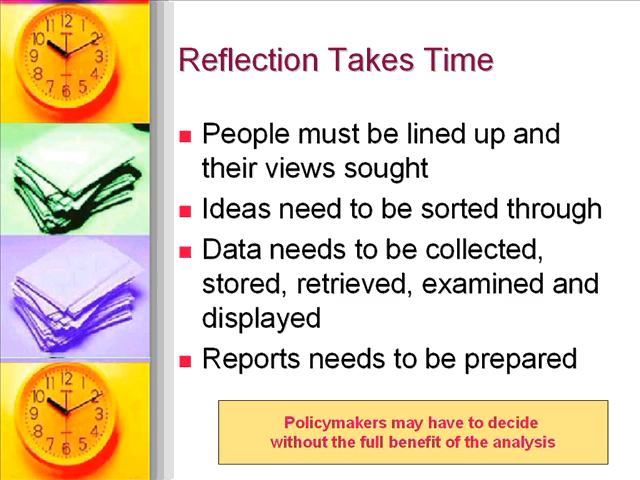 Reflection Takes Time
People must be lined up and
their views sought
Ideas need to be sorted through
Data needs to be collected,
stored, retrieved, examined and
displayed
Reports needs to be prepared
Policymakers may have to decide
without the full benefit of the analysis